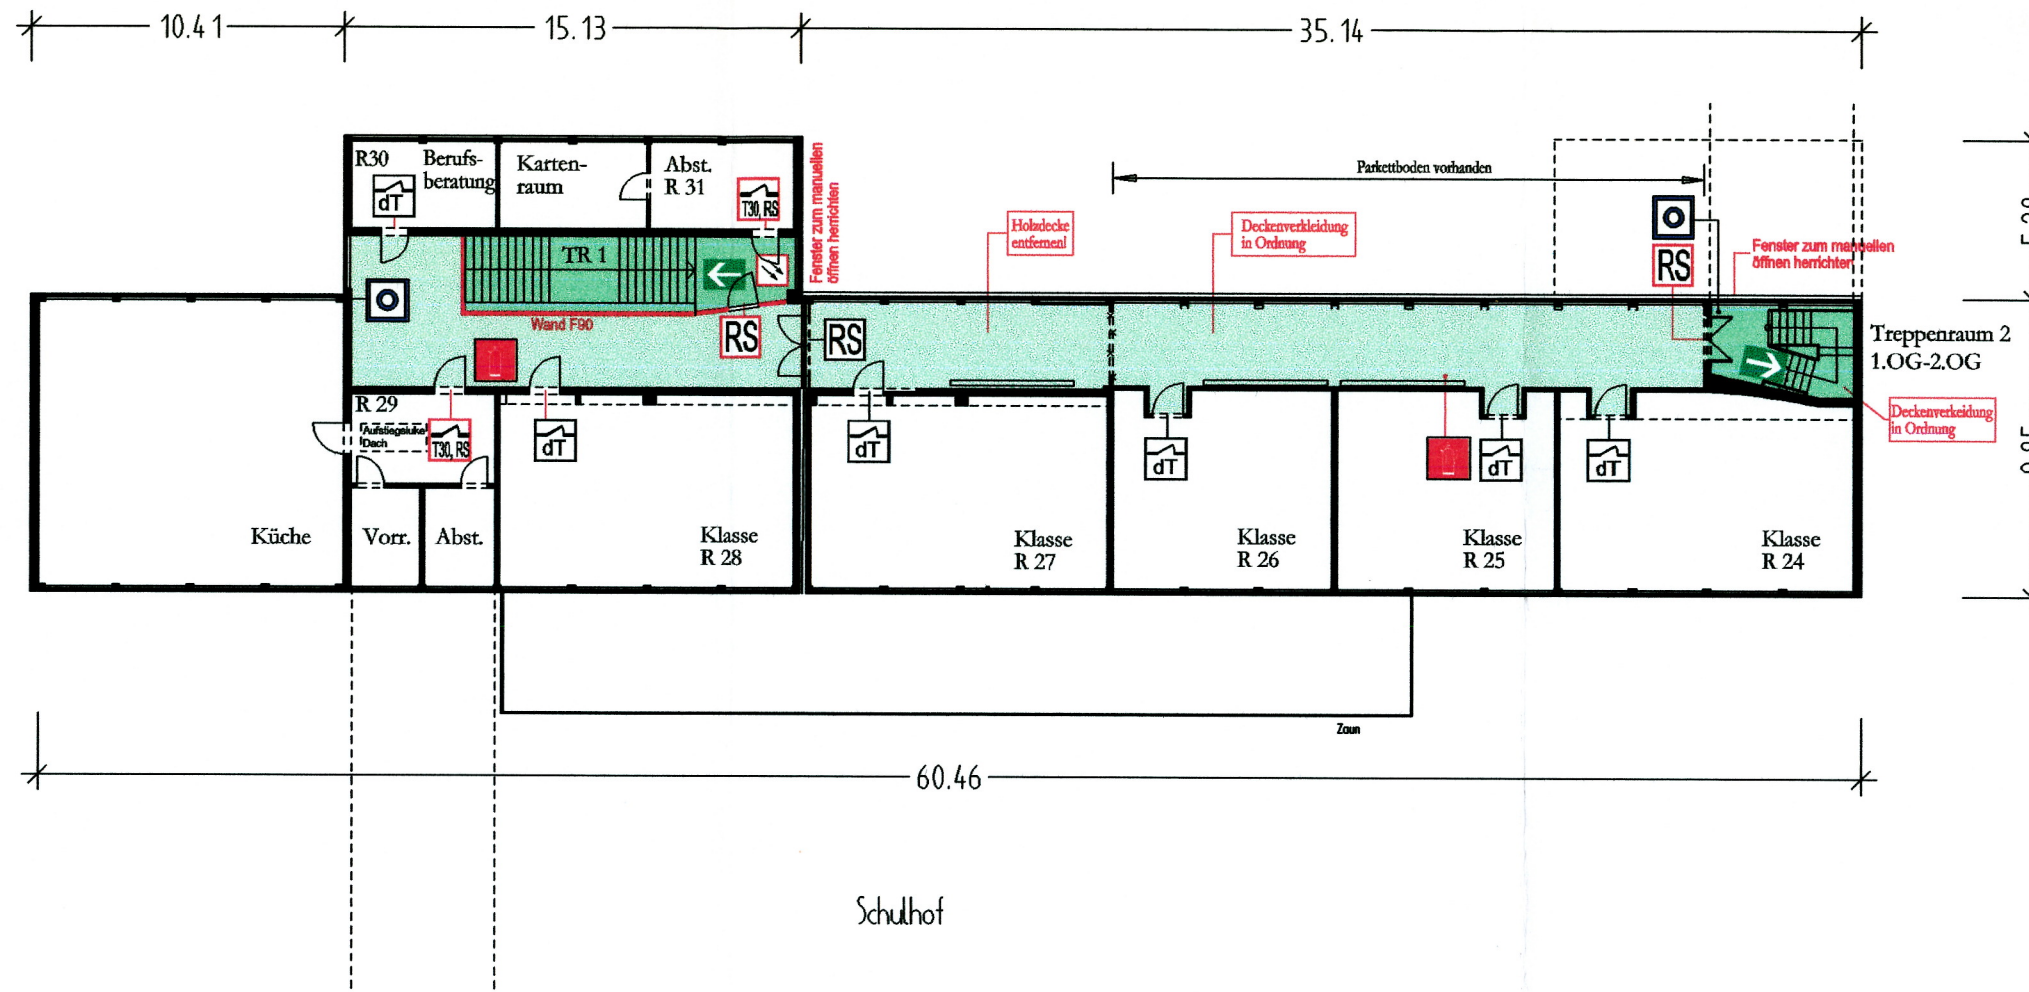 10.41
15.13
35.14
R30
Berufs-
beratung
dT
Karten-
raum
Abst.
R 31
T30, RS
Fenster zum manuellen
öffnen herrichten
Parkettboden vorhanden
Holzdecke
entfernen!
Deckenverkleidung
in Ordnung
RS
Fenster zum manuellen
öffnen herrichten
TR 1
Wand F90
RS
RS
Treppenraum 2
1.OG-2.OG
Deckenverkeidung
in Ordnung
R 29
Aufstiegsluke
Dach
T30, RS
dT
dT
dT
dT
dT
Küche
Vorr.
Abst.
Klasse
R 28
Klasse
R 27
Klasse
R 26
Klasse
R 25
Klasse
R 24
Zaun
60.46
Schulhof